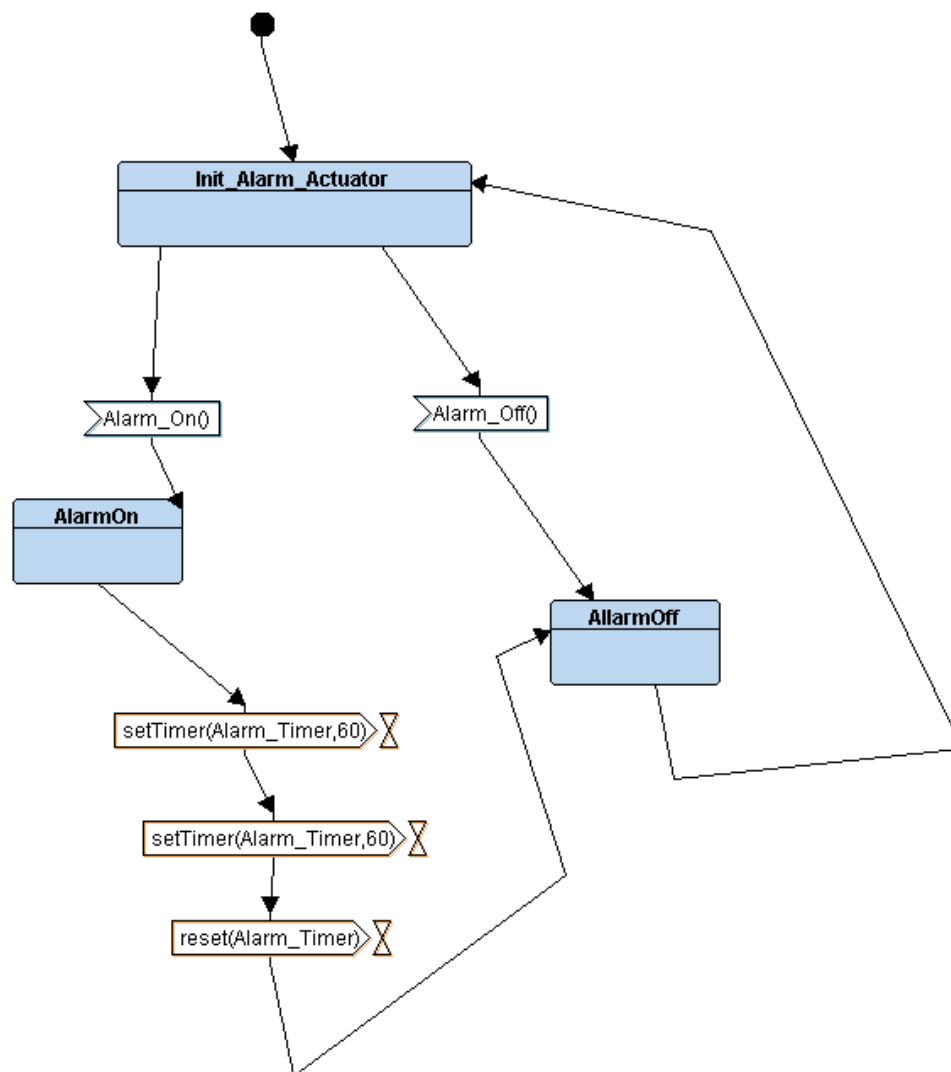 Init_Alarm_Actuator
Alarm_On()
Alarm_Off()
AlarmOn
AllarmOff
setTimer(Alarm_Timer,60)
setTimer(Alarm_Timer,60)
reset(Alarm_Timer)